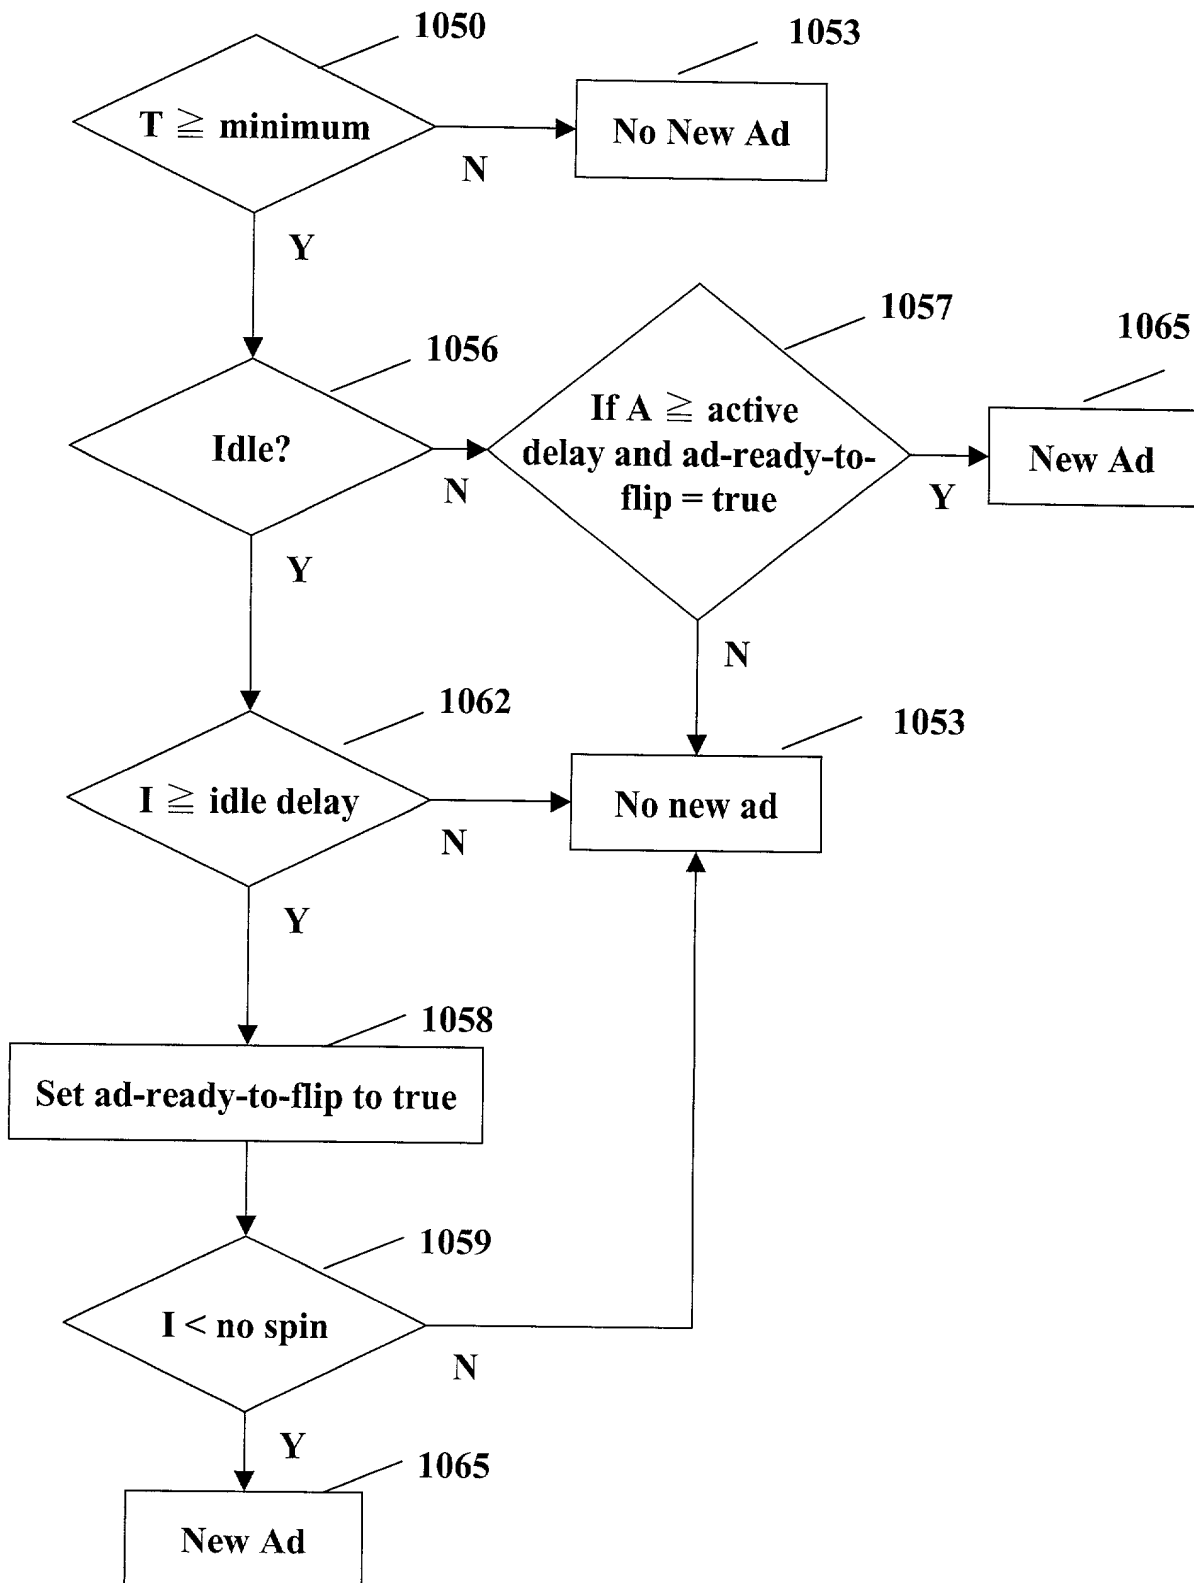 1050
1053
T ≧ minimum
No New Ad
N
Y
1057
1065
1056
If A ≧ active
delay and ad-ready-to-
flip = true
Idle?
New Ad
N
Y
Y
N
1062
1053
I ≧ idle delay
No new ad
N
Y
1058
Set ad-ready-to-flip to true
1059
I < no spin
N
Y
1065
New Ad